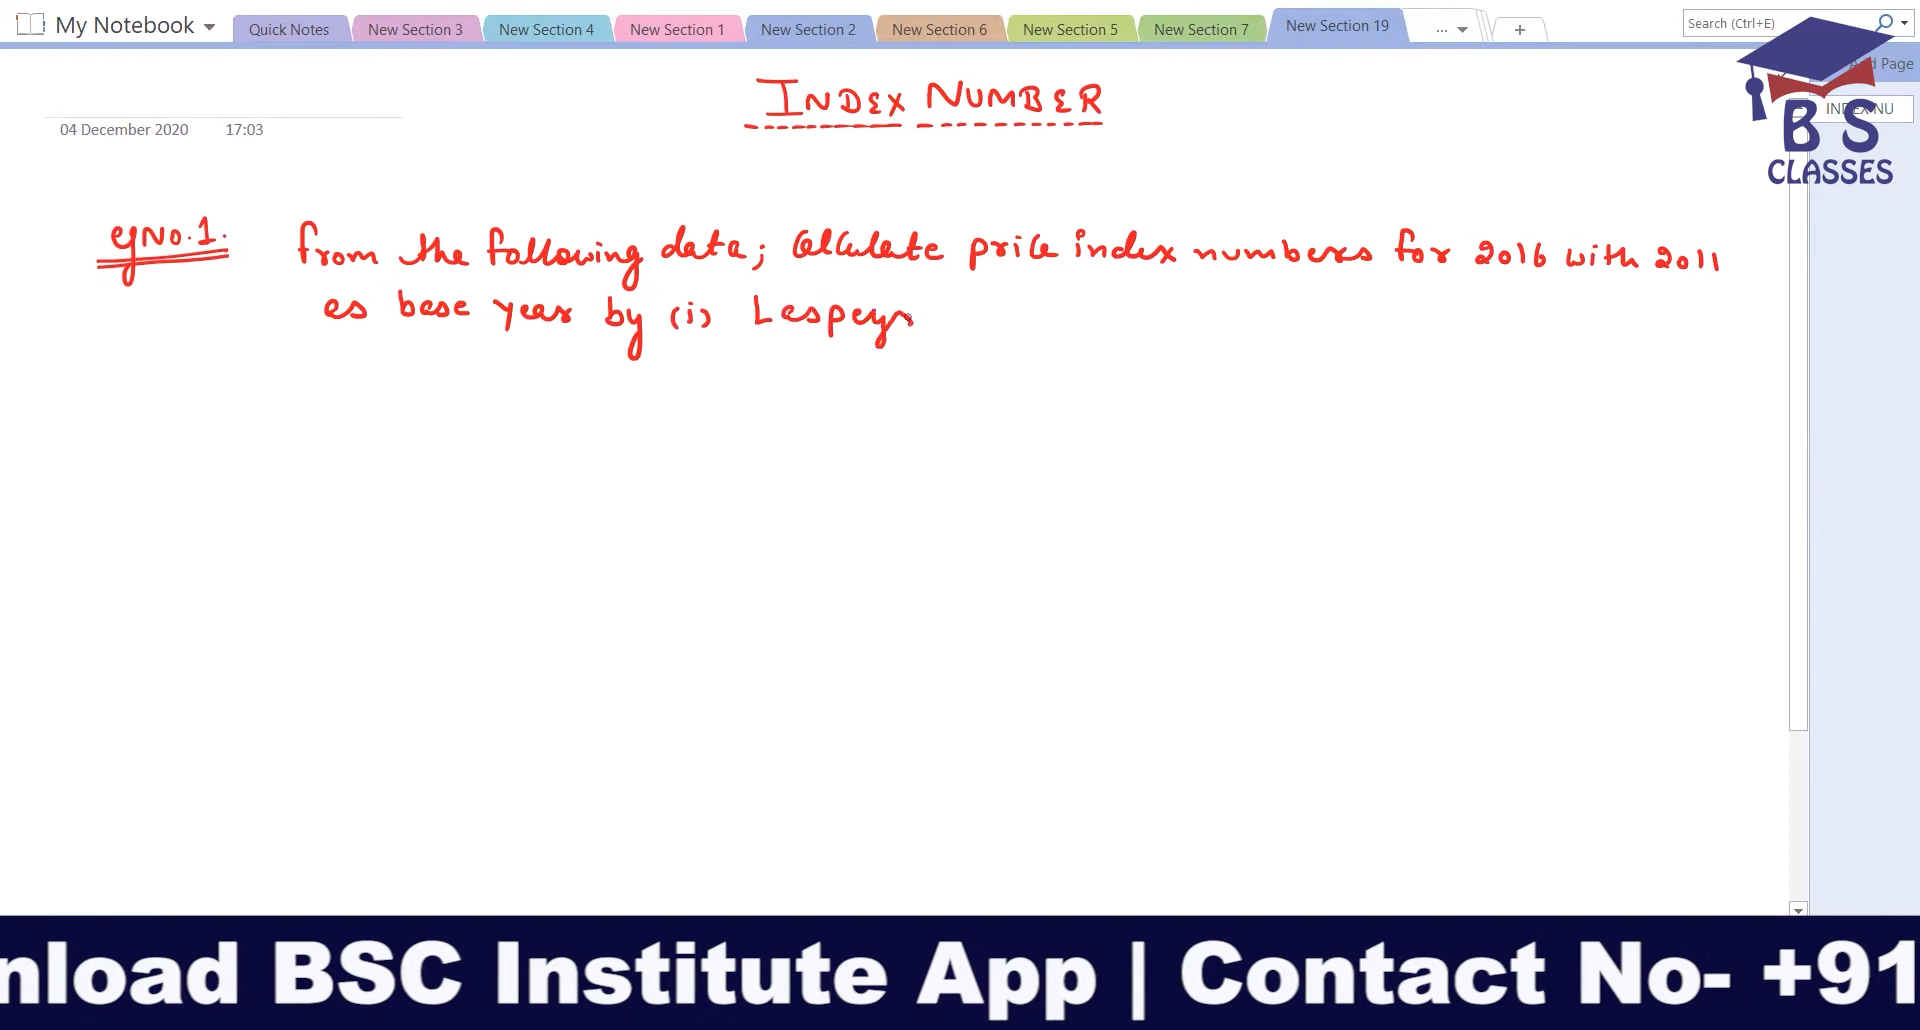 My Notebook
Quick Notes
New Section 3
New Section 4
New Section 1
New Section 2
New Section 6
New Section 5
New Section 7
New Section 19
...
+
Search (Ctrl+E)
d Page
INDEX NU
B S
CLASSES
INDEX NUMBER
04 December 2020 17:03
QNo.1. from the following data; calculate price index numbers for 2016 with 2011
as base year by (i) Laspeyr
nload BSC Institute App | Contact No- +91